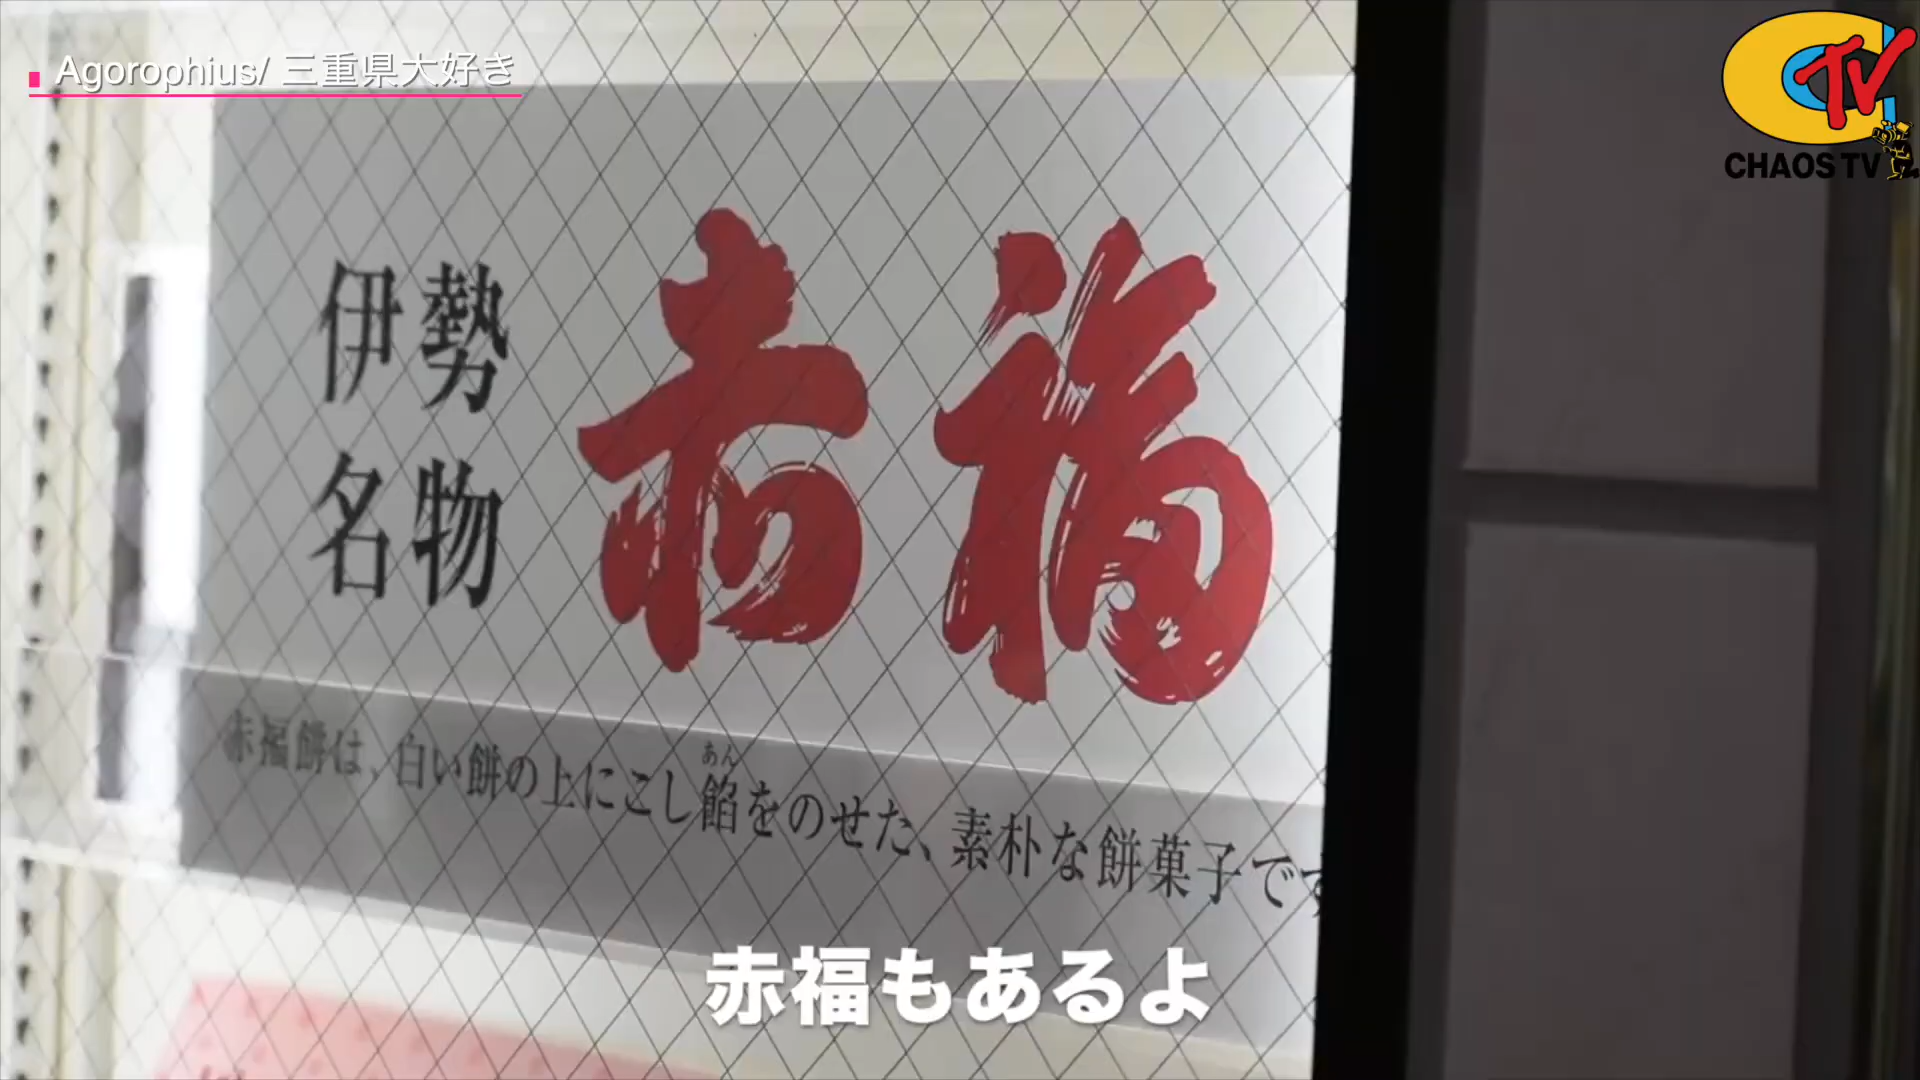 Agorophius/ 三重県大好き
CTV
CHAOS TV
伊勢
名物
赤福
あん
赤福餅は、白い餅の上にこし餡をのせた、素朴な餅菓子です
赤福もあるよ